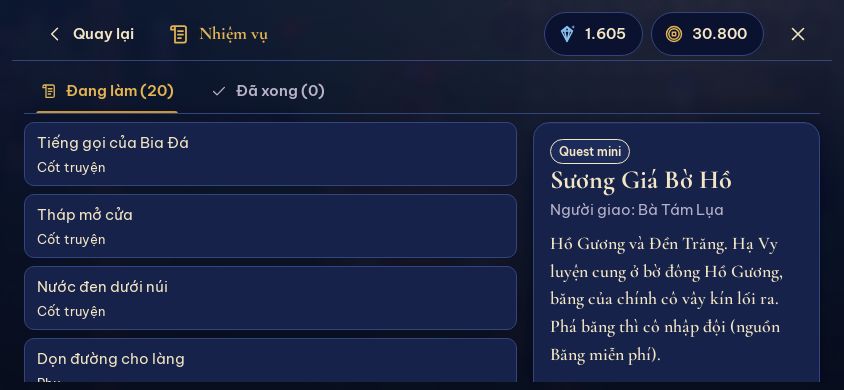 Quay lại
Nhiệm vụ
1.605
30.800
Đang làm (20)
Đã xong (0)
Tiếng gọi của Bia Đá
Cốt truyện
Tháp mở cửa
Cốt truyện
Nước đen dưới núi
Cốt truyện
Dọn đường cho làng
Phụ
Quest mini
Sương Giá Bờ Hồ
Người giao: Bà Tám Lụa
Hồ Gương và Đền Trăng. Hạ Vy
luyện cung ở bờ đông Hồ Gương,
băng của chính cô vây kín lối ra.
Phá băng thì cô nhập đội (nguồn
Băng miễn phí).